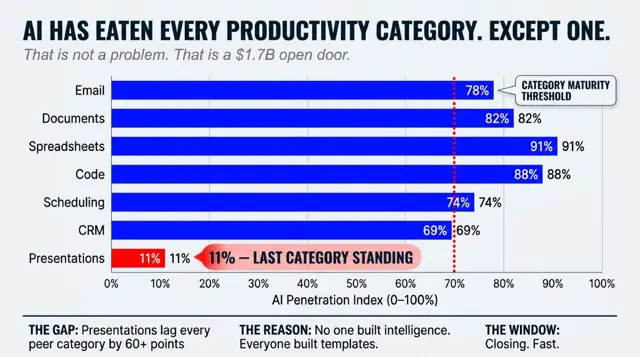 AI HAS EATEN EVERY PRODUCTIVITY CATEGORY. EXCEPT ONE.
That is not a problem. That is a $1.7B open door.
Email 78%
CATEGORY MATURITY
THRESHOLD
Documents 82% 82%
Spreadsheets 91% 91%
Code 88% 88%
Scheduling 74% 74%
CRM 69% 69%
Presentations 11% 11% 11% — LAST CATEGORY STANDING
0% 10% 20% 30% 40% 50% 60% 70% 80% 90% 100%
AI Penetration Index (0–100%)
THE GAP: Presentations lag every
peer category by 60+ points
THE REASON: No one built intelligence.
Everyone built templates.
THE WINDOW:
Closing. Fast.